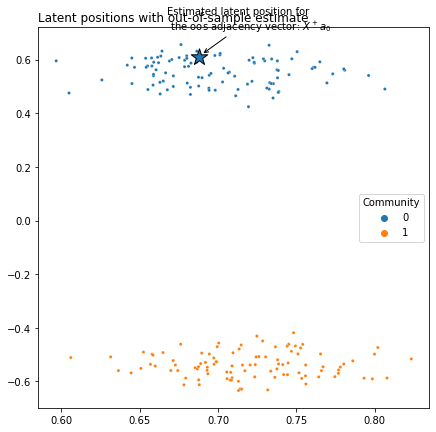 Estimated latent position for
Latent positions with out-of-sample estimate
the oos adjacency vector: X⁺a₀
0.6
0.4
0.2
0.0
−0.2
−0.4
−0.6
Community
0
1
0.60 0.65 0.70 0.75 0.80